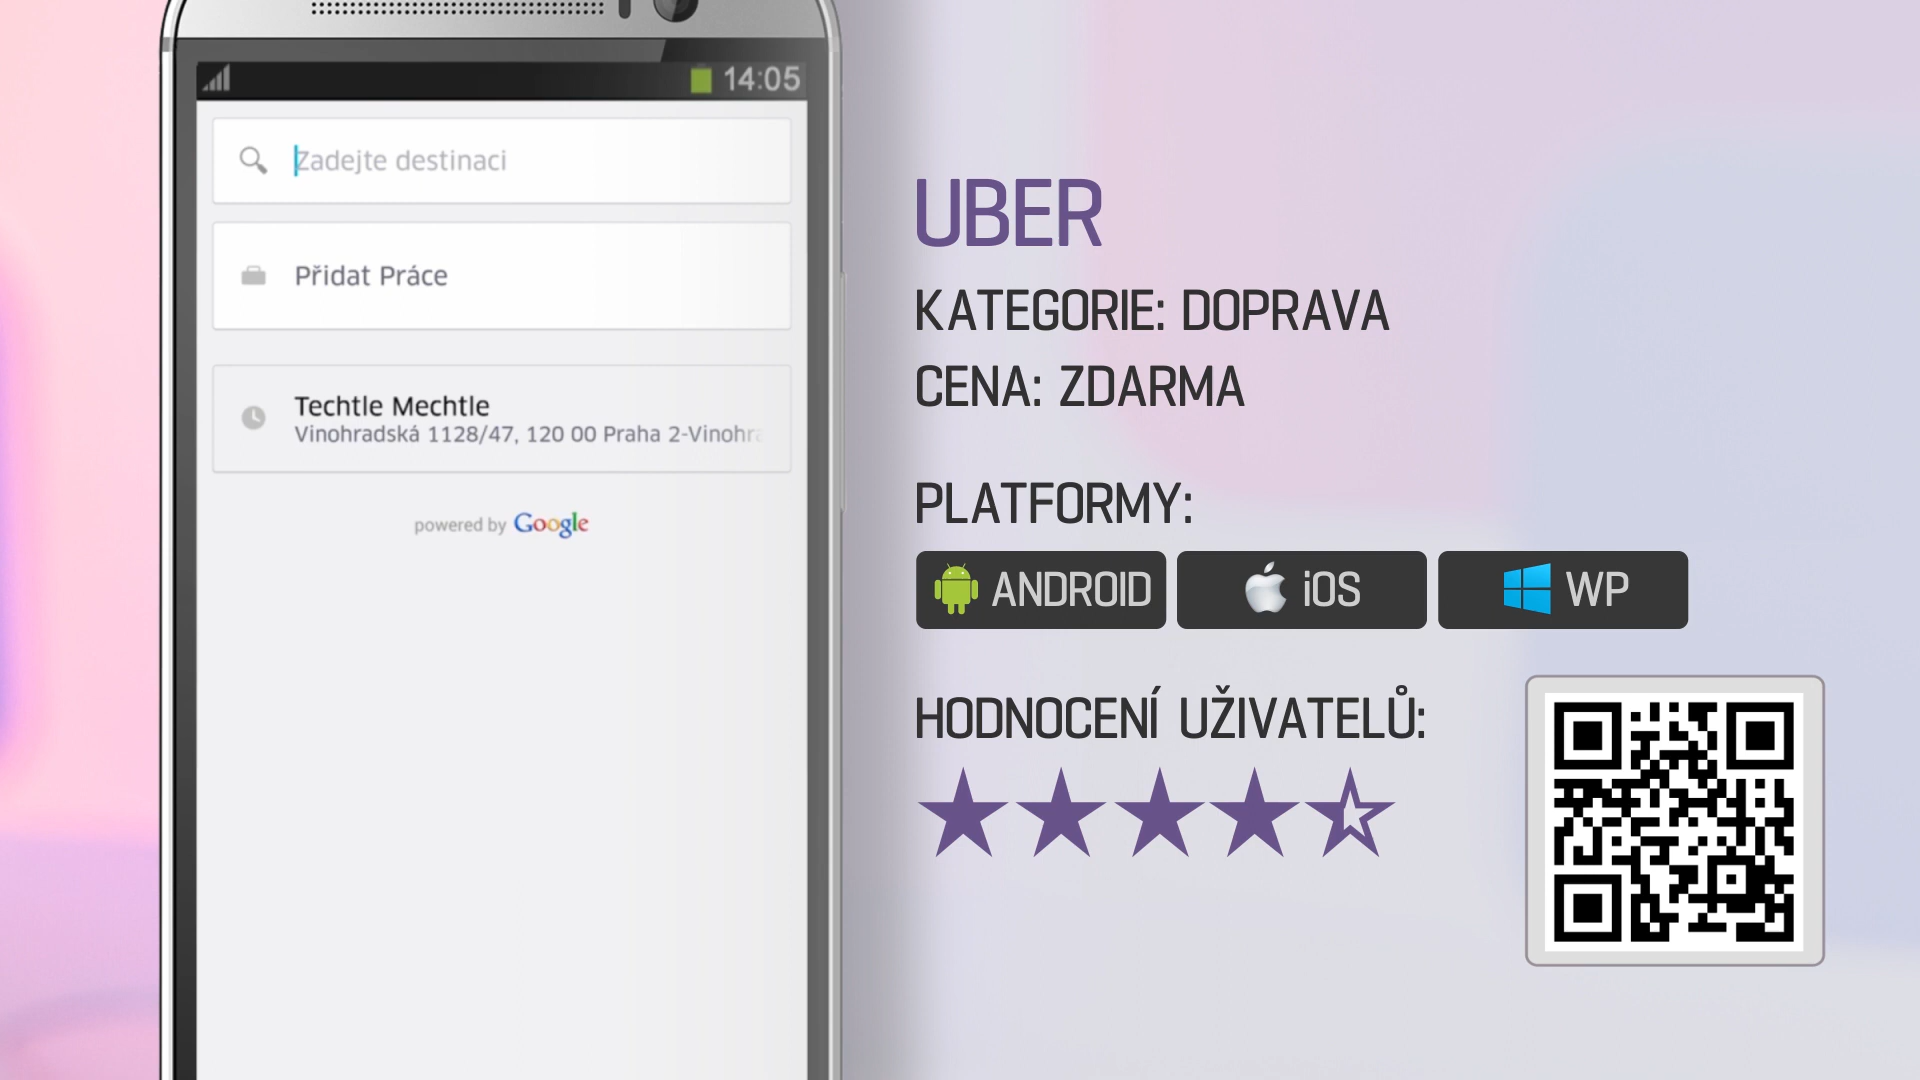 14:05
Zadejte destinaci
Přidat Práce
Techtle Mechtle
Vinohradská 1128/47, 120 00 Praha 2-Vinohr
powered by Google
UBER
KATEGORIE: DOPRAVA
CENA: ZDARMA
PLATFORMY:
ANDROID
iOS
WP
HODNOCENÍ UŽIVATELŮ: